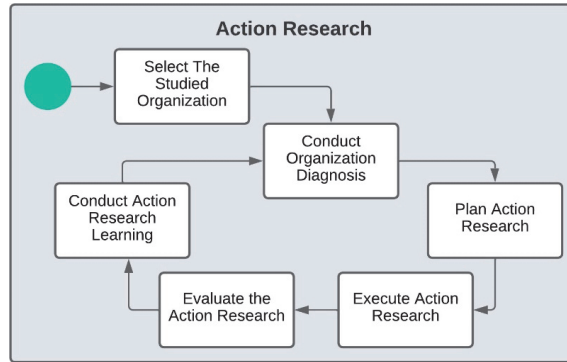 Action Research
Select The
Studied
Organization
Conduct
Organization
Diagnosis
Plan Action
Research
Execute Action
Research
Evaluate the
Action Research
Conduct Action
Research
Learning